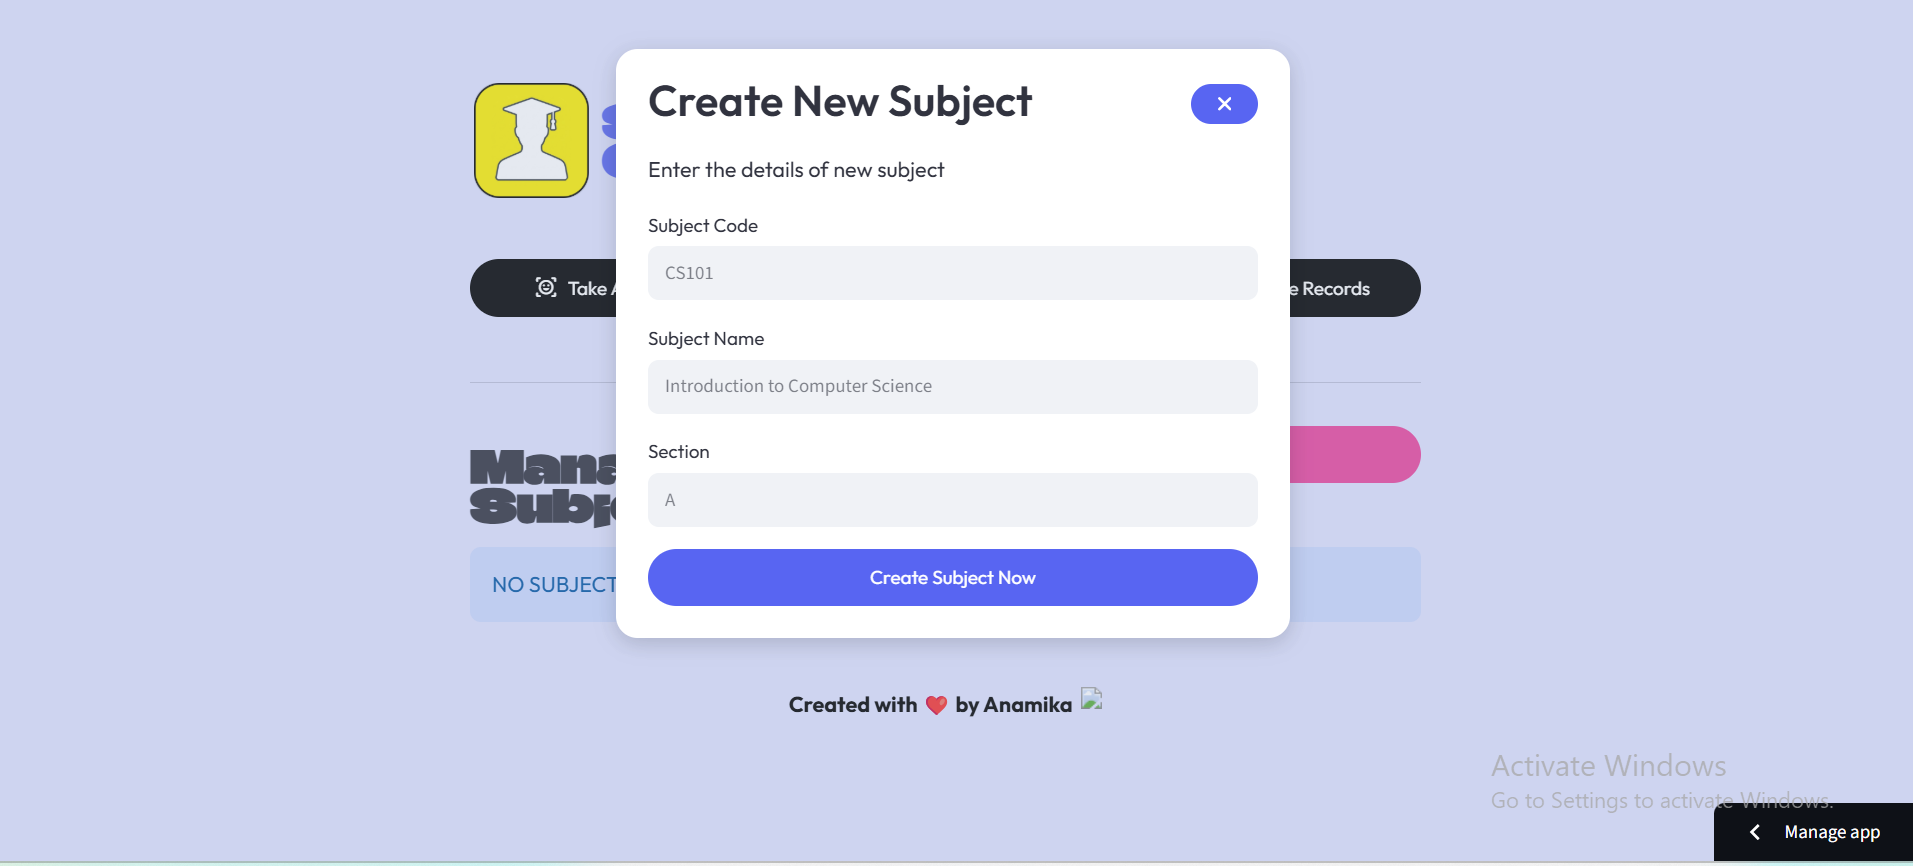 Create New Subject
Enter the details of new subject
Subject Code
CS101
Take
e Records
Subject Name
Introduction to Computer Science
Section
A
Mana
Subje
Create Subject Now
NO SUBJECT
Created with ❤️ by Anamika
Activate Windows
Go to Settings to activate Windows.
Manage app